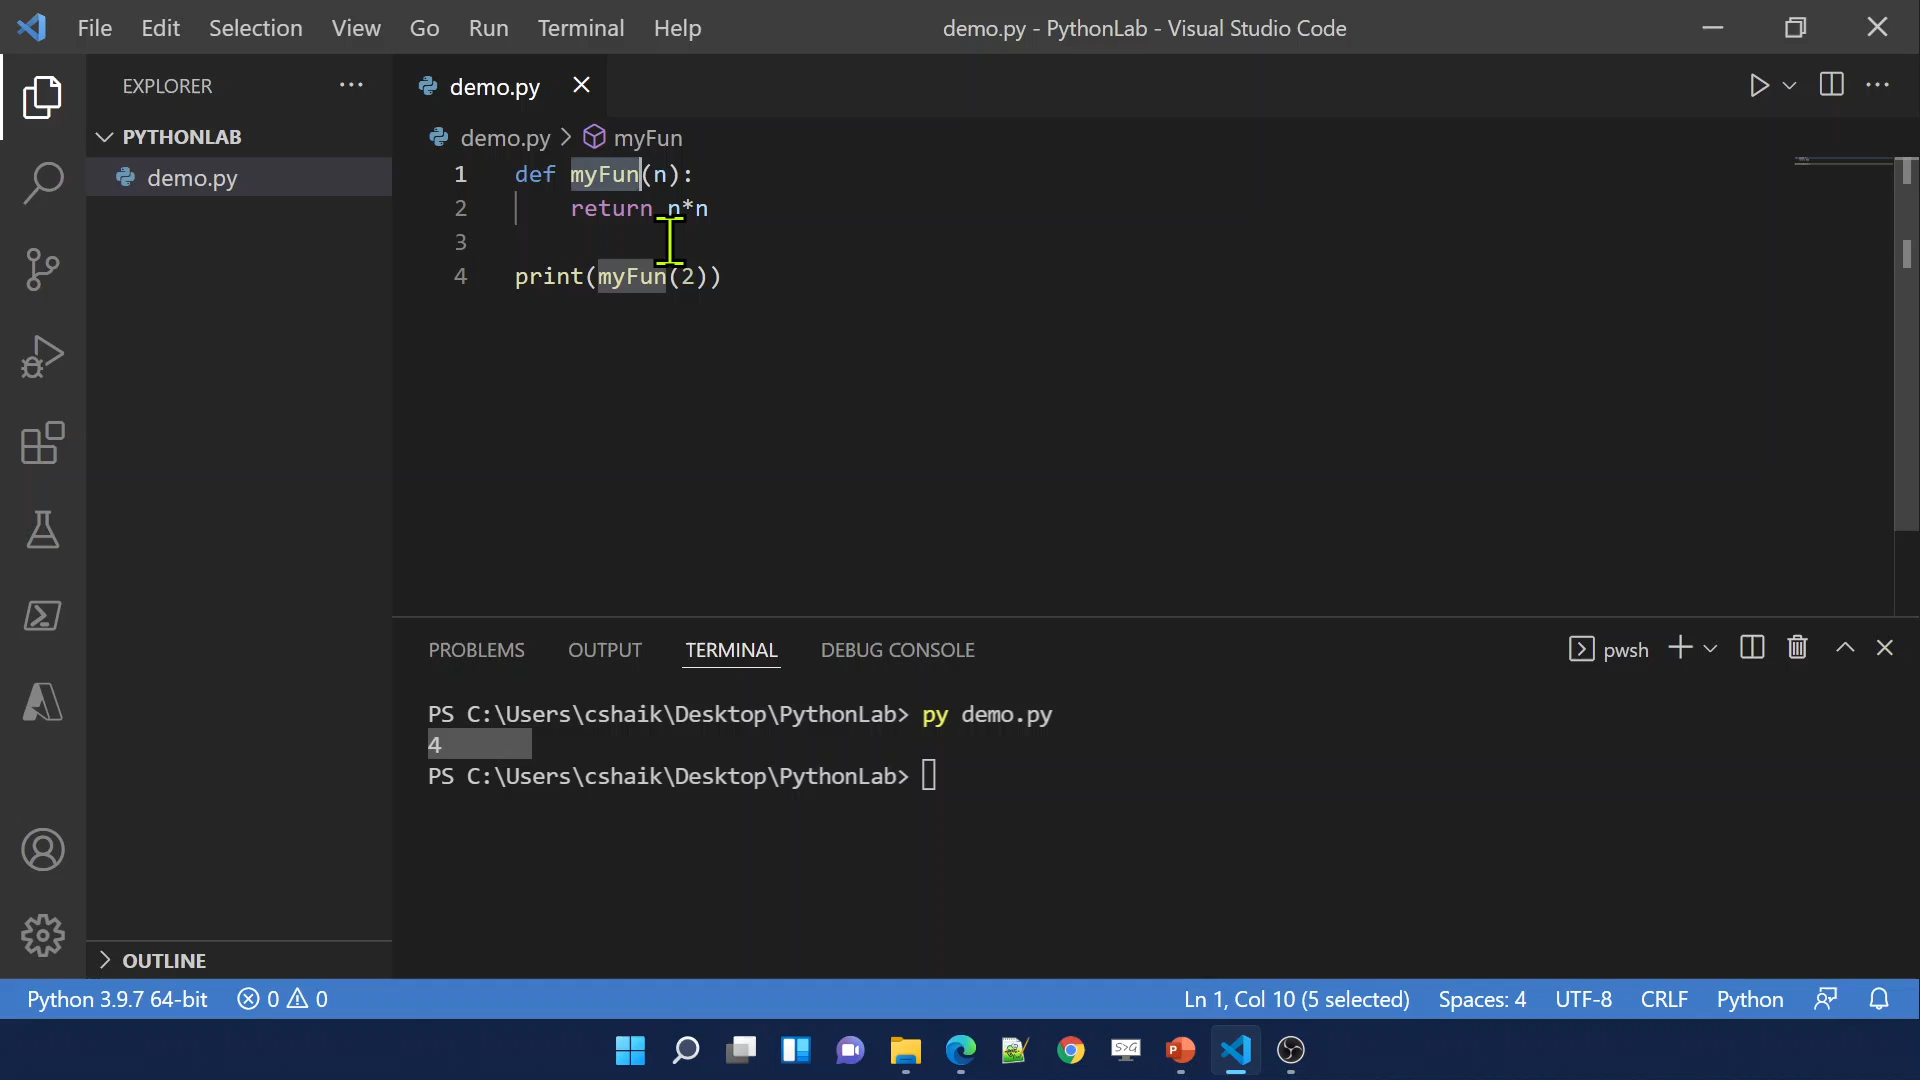 File Edit Selection View Go Run Terminal Help demo.py - PythonLab - Visual Studio Code
EXPLORER
PYTHONLAB
demo.py
OUTLINE
demo.py
demo.py > myFun
1 def myFun(n):
2 return n*n
3
4 print(myFun(2))
PROBLEMS OUTPUT TERMINAL DEBUG CONSOLE pwsh
PS C:\Users\cshaik\Desktop\PythonLab> py demo.py
4
PS C:\Users\cshaik\Desktop\PythonLab>
Python 3.9.7 64-bit 0 0 Ln 1, Col 10 (5 selected) Spaces: 4 UTF-8 CRLF Python
S>G
P